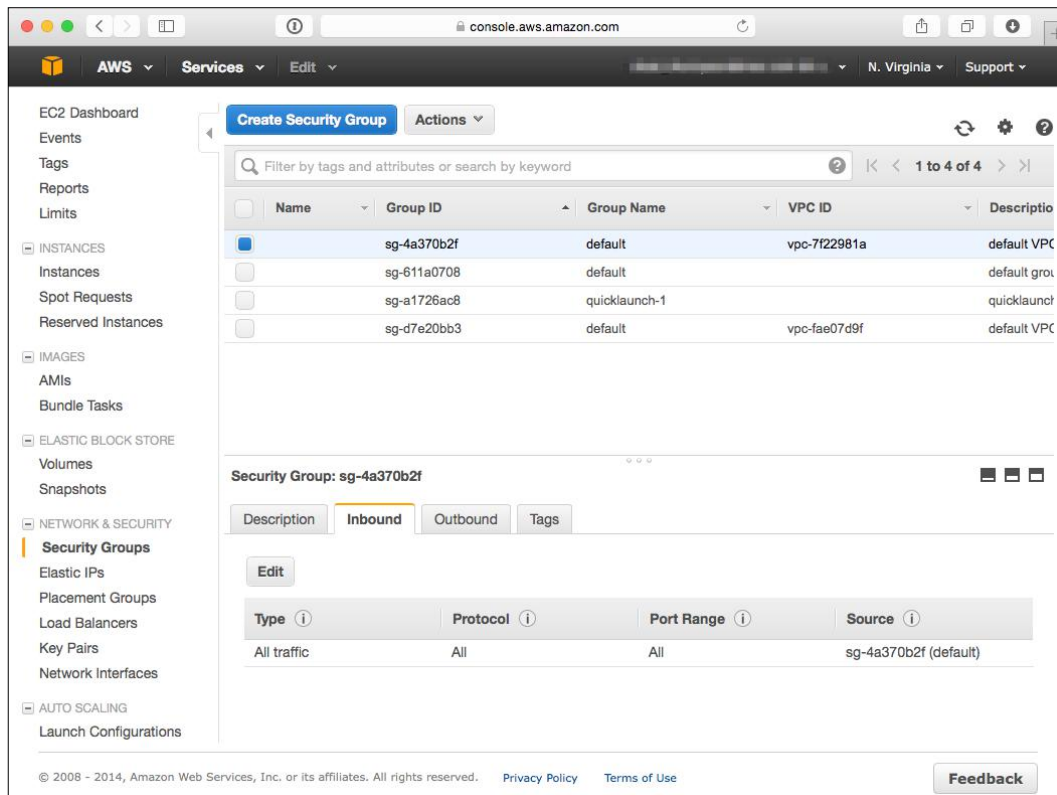 console.aws.amazon.com
AWS Services Edit N. Virginia Support
EC2 Dashboard
Events
Tags
Reports
Limits
INSTANCES
Instances
Spot Requests
Reserved Instances
IMAGES
AMIs
Bundle Tasks
ELASTIC BLOCK STORE
Volumes
Snapshots
NETWORK & SECURITY
Security Groups
Elastic IPs
Placement Groups
Load Balancers
Key Pairs
Network Interfaces
AUTO SCALING
Launch Configurations
Create Security Group Actions
Filter by tags and attributes or search by keyword 1 to 4 of 4
Name Group ID Group Name VPC ID Descriptio
sg-4a370b2f default vpc-7f22981a default VPC
sg-611a0708 default default grou
sg-a1726ac8 quicklaunch-1 quicklaunch
sg-d7e20bb3 default vpc-fae07d9f default VPC
Security Group: sg-4a370b2f
Description Inbound Outbound Tags
Edit
Type Protocol Port Range Source
All traffic All All sg-4a370b2f (default)
© 2008 - 2014, Amazon Web Services, Inc. or its affiliates. All rights reserved. Privacy Policy Terms of Use Feedback